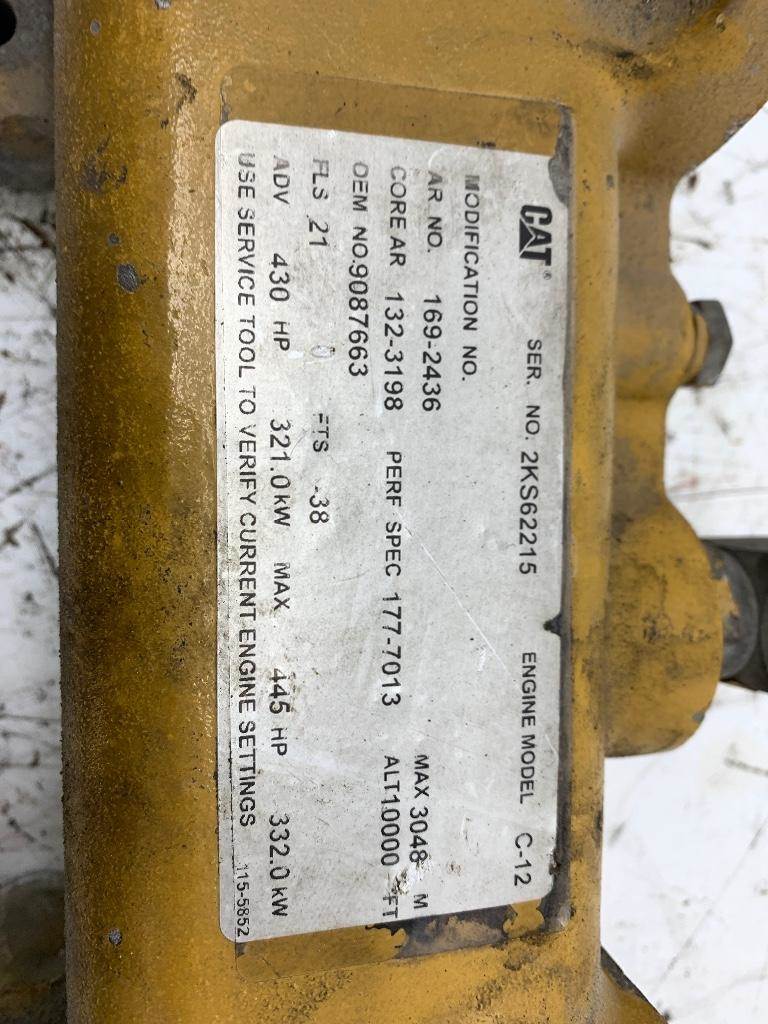 CAT® SER. NO. 2KS62215 ENGINE MODEL C-12
MODIFICATION NO.
AR NO. 169-2436 MAX 3048 M
CORE AR 132-3198 PERF SPEC 177-7013 ALT 10000 FT
OEM NO.9087663
FLS 21 0 FTS -38
ADV 430 HP 321.0 kW MAX 445 HP 332.0 kW
USE SERVICE TOOL TO VERIFY CURRENT ENGINE SETTINGS 115-5852